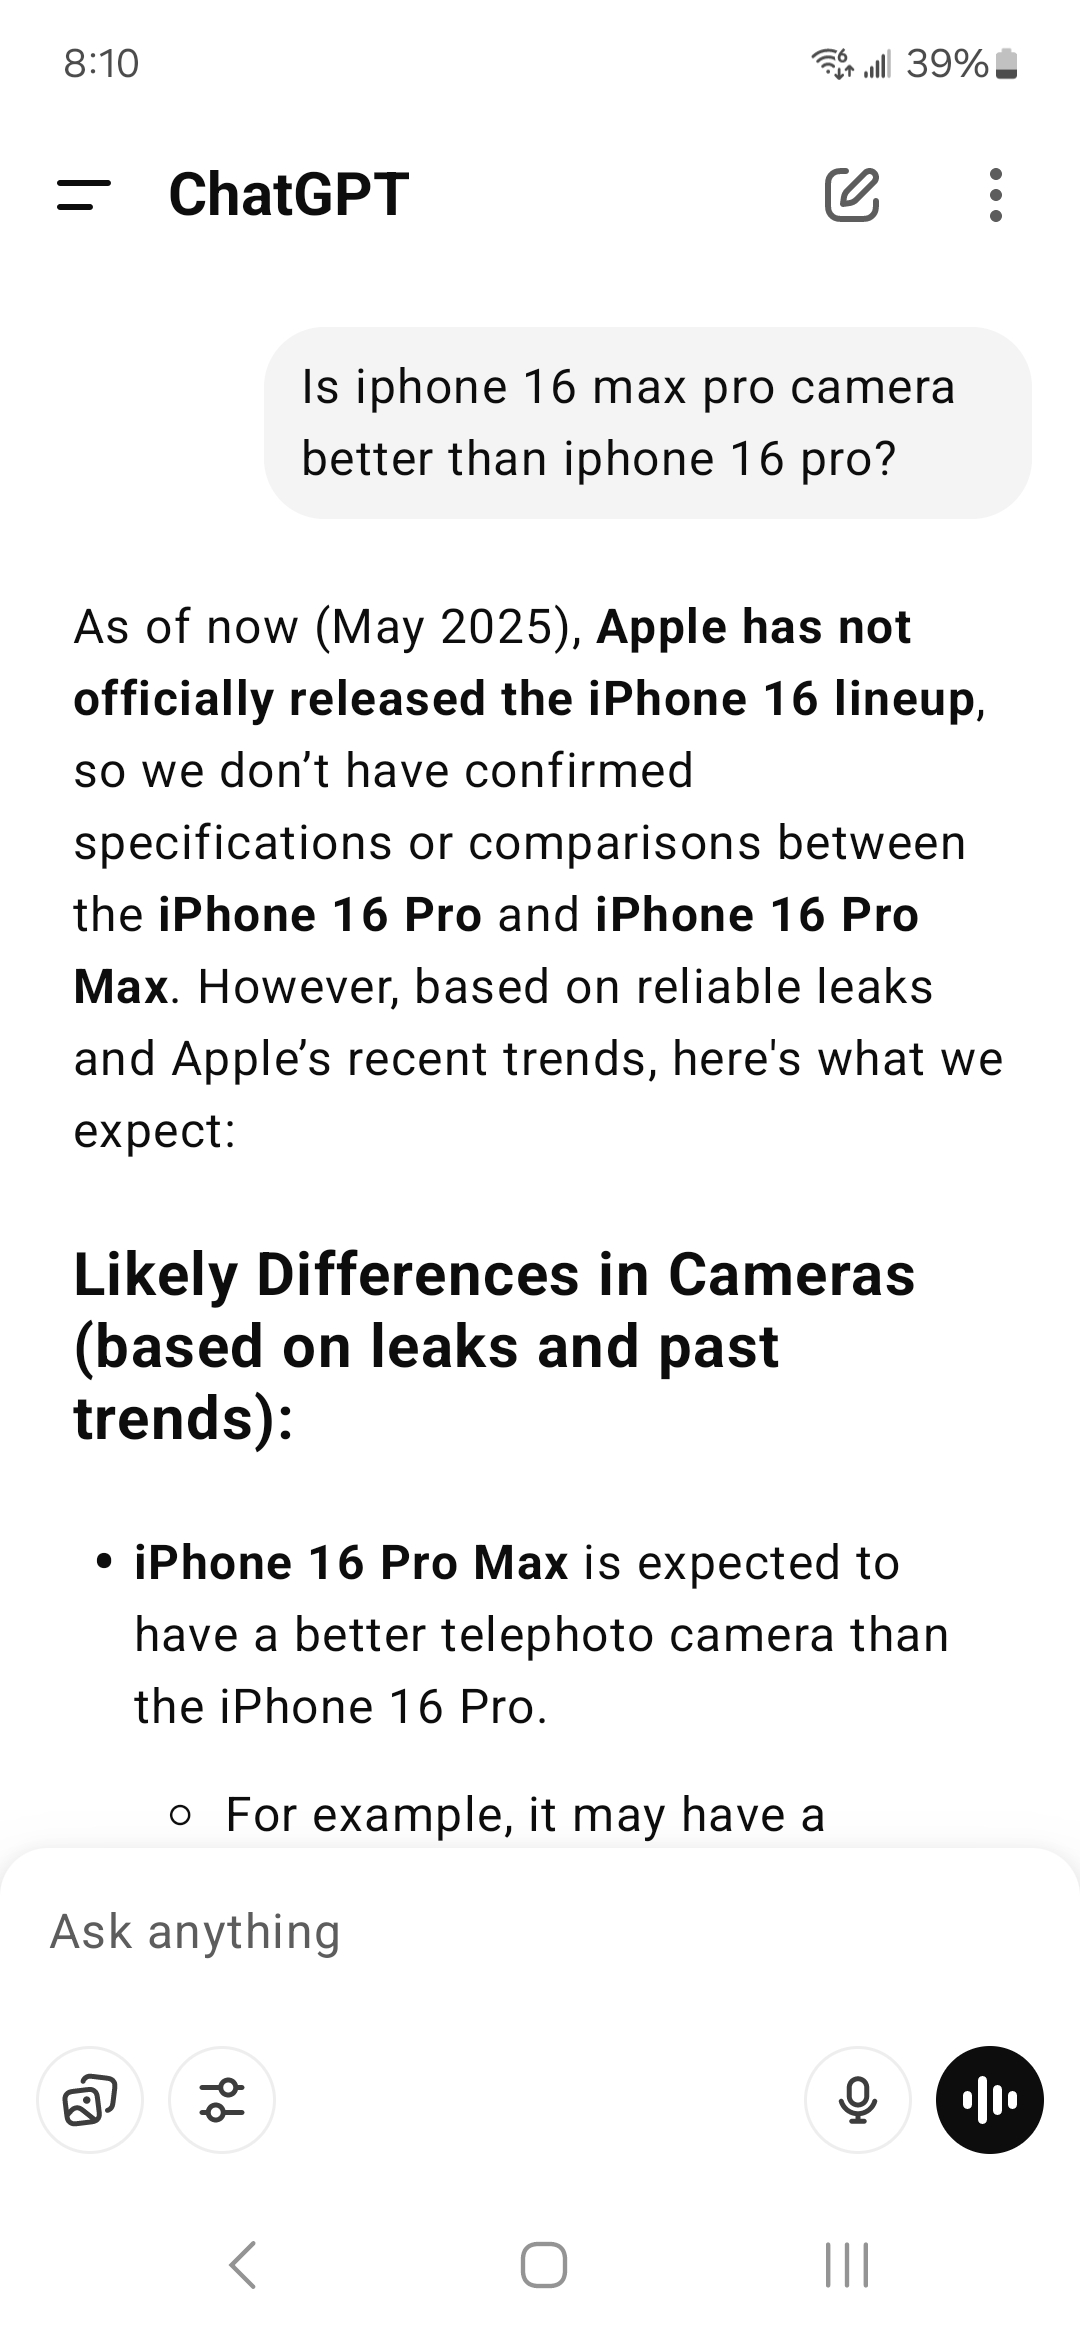 8:10
6 39%
ChatGPT
Is iphone 16 max pro camera
better than iphone 16 pro?
As of now (May 2025), Apple has not
officially released the iPhone 16 lineup,
so we don’t have confirmed
specifications or comparisons between
the iPhone 16 Pro and iPhone 16 Pro
Max. However, based on reliable leaks
and Apple’s recent trends, here's what we
expect:
Likely Differences in Cameras
(based on leaks and past
trends):
• iPhone 16 Pro Max is expected to
have a better telephoto camera than
the iPhone 16 Pro.
○ For example, it may have a
Ask anything